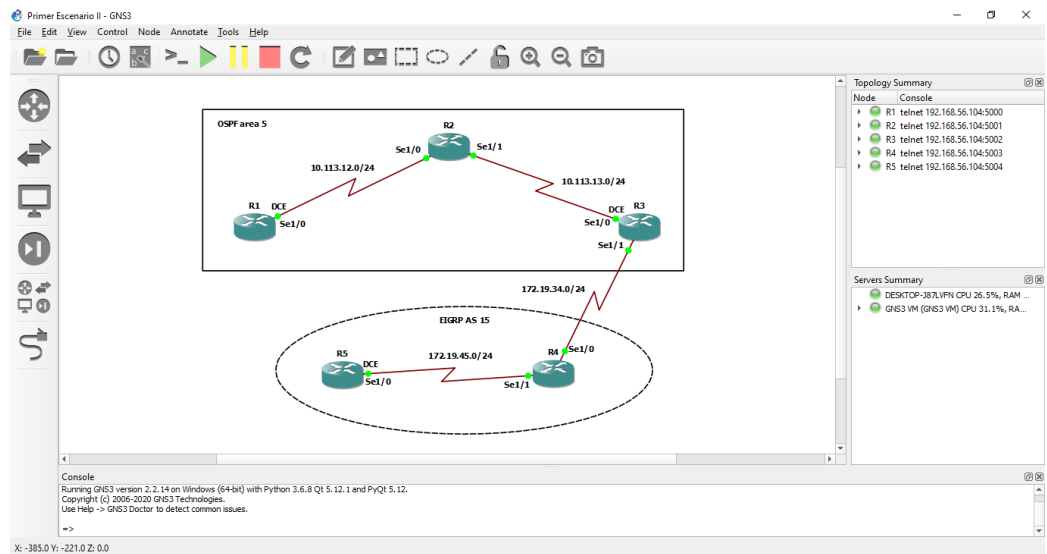 Primer Escenario II - GNS3
File Edit View Control Node Annotate Tools Help
OSPF area 5
R2
Se1/0
Se1/1
10.113.12.0/24
10.113.13.0/24
R1 DCE
Se1/0
DCE R3
Se1/0
Se1/1
172.19.34.0/24
EIGRP AS 15
R5
DCE
Se1/0
172.19.45.0/24
R4
Se1/0
Se1/1
Topology Summary
Node Console
R1 telnet 192.168.56.104:5000
R2 telnet 192.168.56.104:5001
R3 telnet 192.168.56.104:5002
R4 telnet 192.168.56.104:5003
R5 telnet 192.168.56.104:5004
Servers Summary
DESKTOP-J87LVFN CPU 26.5%, RAM ...
GNS3 VM (GNS3 VM) CPU 31.1%, RA...
Console
Running GNS3 version 2.2.14 on Windows (64-bit) with Python 3.6.8 Qt 5.12.1 and PyQt 5.12.
Copyright (c) 2006-2020 GNS3 Technologies.
Use Help -> GNS3 Doctor to detect common issues.
=>
X: -385.0 Y: -221.0 Z: 0.0